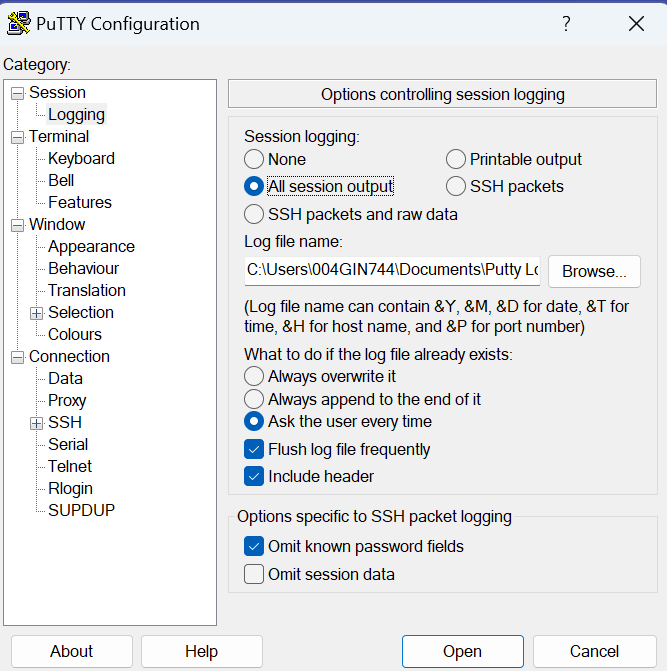 PuTTY Configuration
?
Category:
Session
Logging
Terminal
Keyboard
Bell
Features
Window
Appearance
Behaviour
Translation
Selection
Colours
Connection
Data
Proxy
SSH
Serial
Telnet
Rlogin
SUPDUP
Options controlling session logging
Session logging:
None
Printable output
All session output
SSH packets
SSH packets and raw data
Log file name:
C:\Users\004GIN744\Documents\Putty Lo
Browse...
(Log file name can contain &Y, &M, &D for date, &T for
time, &H for host name, and &P for port number)
What to do if the log file already exists:
Always overwrite it
Always append to the end of it
Ask the user every time
Flush log file frequently
Include header
Options specific to SSH packet logging
Omit known password fields
Omit session data
About
Help
Open
Cancel